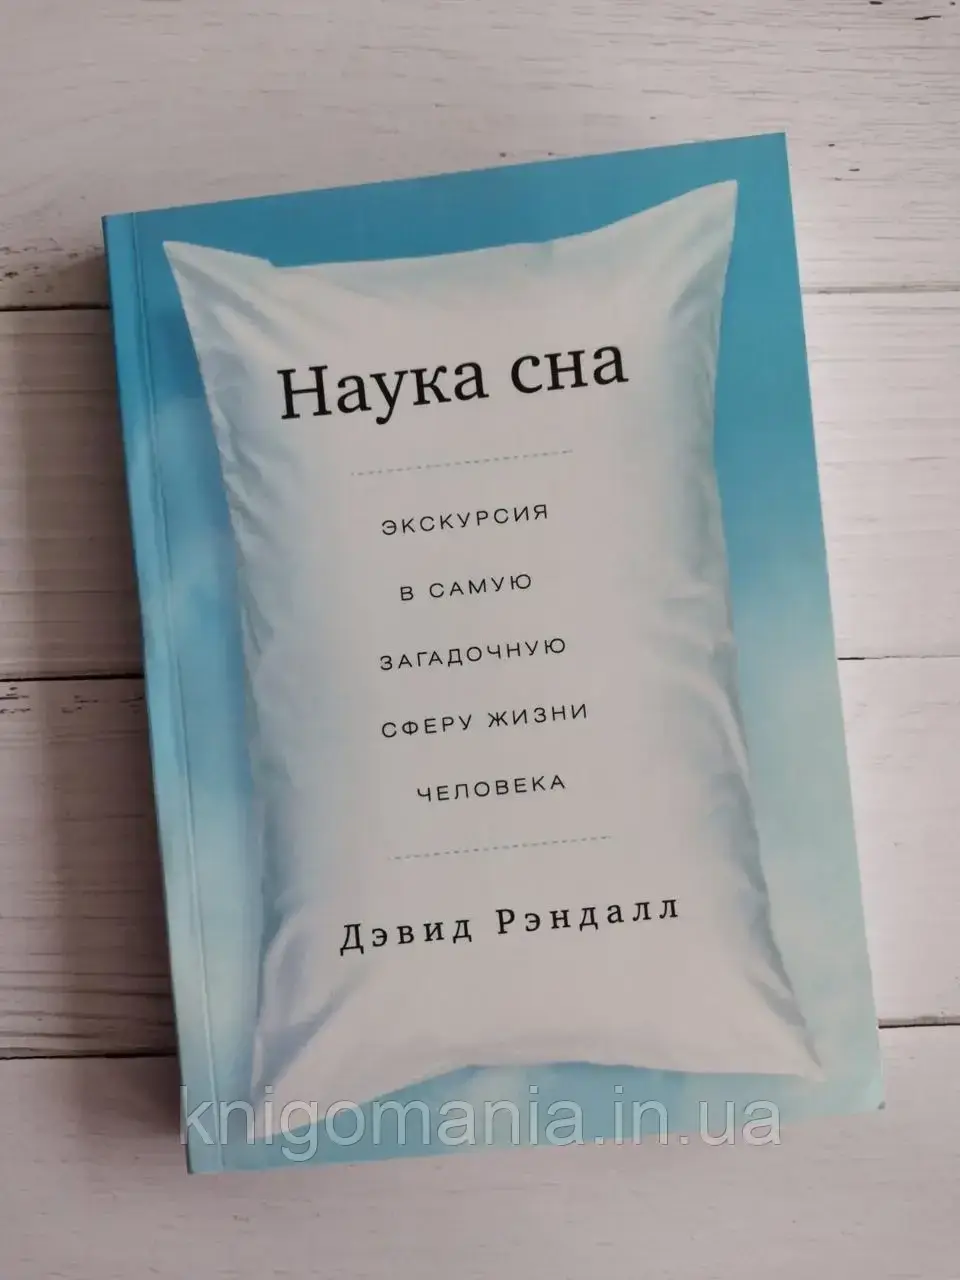 Наука сна
ЭКСКУРСИЯ
В САМУЮ
ЗАГАДОЧНУЮ
СФЕРУ ЖИЗНИ
ЧЕЛОВЕКА
Дэвид Рэндалл
knigomania.in.ua